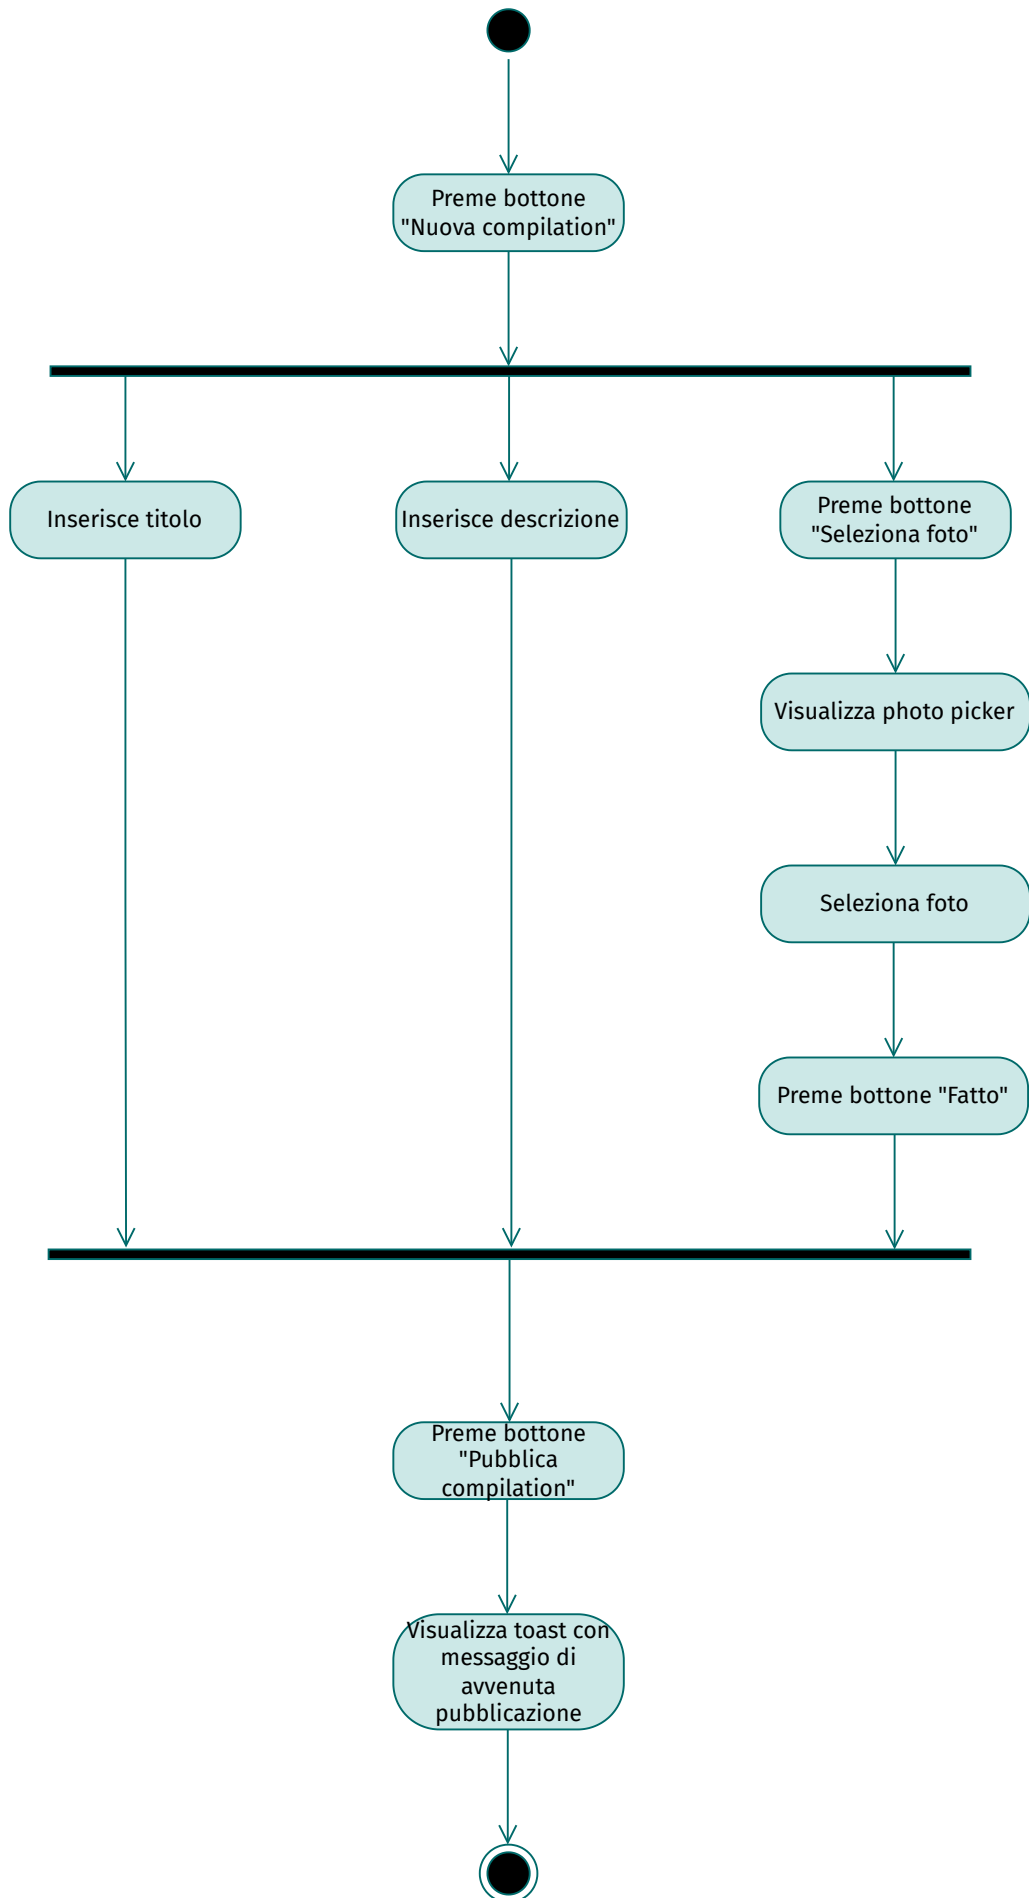 Preme bottone
"Nuova compilation"
Inserisce titolo
Inserisce descrizione
Preme bottone
"Seleziona foto"
Visualizza photo picker
Seleziona foto
Preme bottone "Fatto"
Preme bottone
"Pubblica
compilation"
Visualizza toast con
messaggio di
avvenuta
pubblicazione